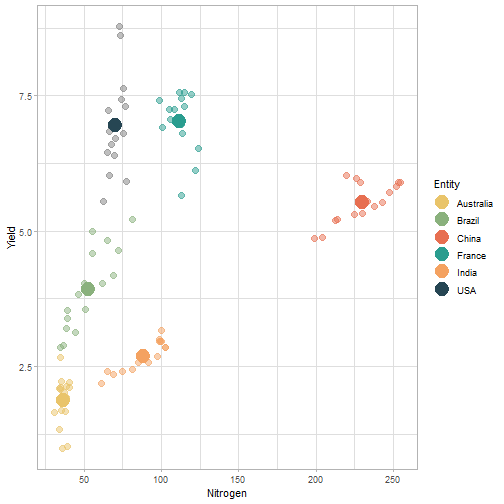 7.5
5.0
2.5
Yield
50
100
150
200
250
Nitrogen
Entity
Australia
Brazil
China
France
India
USA